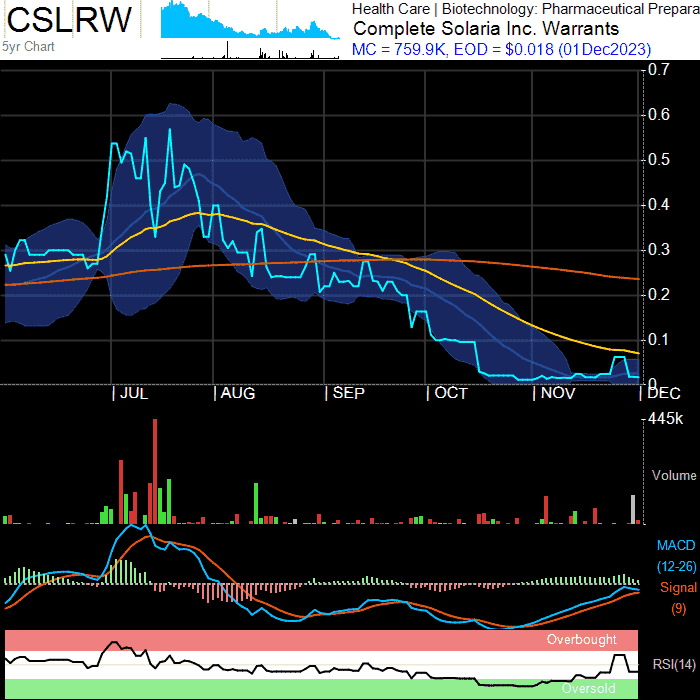 CSLRW
5yr Chart
Health Care | Biotechnology: Pharmaceutical Prepara
Complete Solaria Inc. Warrants
MC = 759.9K, EOD = $0.018 (01Dec2023)
0.7
0.6
0.5
0.4
0.3
0.2
0.1
0
| JUL | AUG | SEP | OCT | NOV | DEC
445k
Volume
MACD
(12-26)
Signal
(9)
Overbought
RSI(14)
Oversold